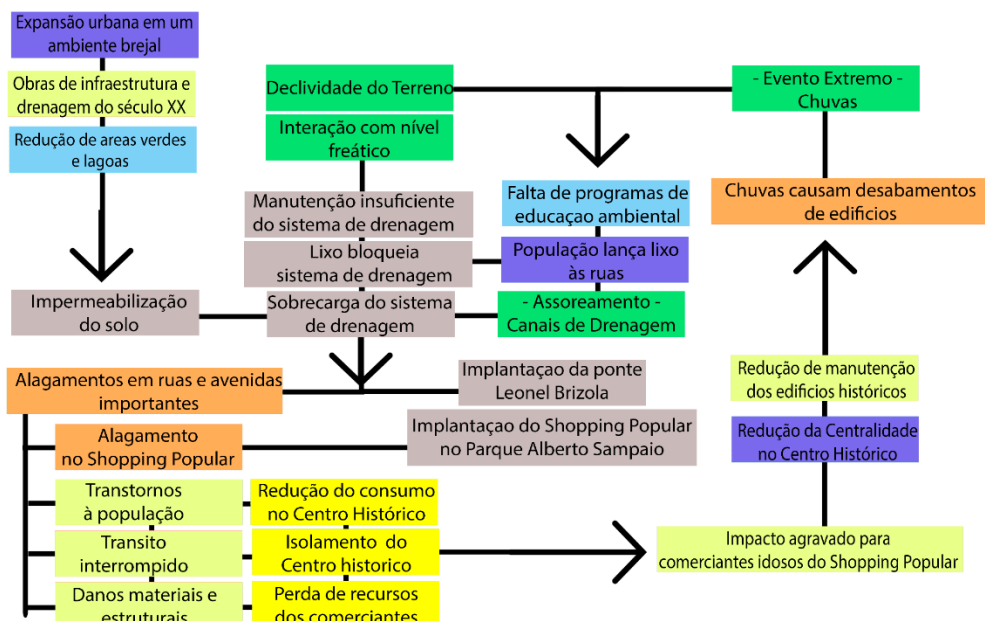 Expansão urbana em um
ambiente brejal
Obras de infraestrutura e
drenagem do século XX
Redução de areas verdes
e lagoas
Impermeabilização
do solo
Declividade do Terreno
Interação com nível
freático
Manutenção insuficiente
do sistema de drenagem
Lixo bloqueia
sistema de drenagem
Sobrecarga do sistema
de drenagem
- Evento Extremo -
Chuvas
Falta de programas de
educaçao ambiental
População lança lixo
às ruas
- Assoreamento -
Canais de Drenagem
Chuvas causam desabamentos
de edificios
Alagamentos em ruas e avenidas
importantes
Implantaçao da ponte
Leonel Brizola
Alagamento
no Shopping Popular
Implantaçao do Shopping Popular
no Parque Alberto Sampaio
Transtornos
à população
Redução do consumo
no Centro Histórico
Transito
interrompido
Isolamento do
Centro historico
Danos materiais e
estruturais
Perda de recursos
dos comerciantes
Redução de manutenção
dos edificios históricos
Redução da Centralidade
no Centro Histórico
Impacto agravado para
comerciantes idosos do Shopping Popular